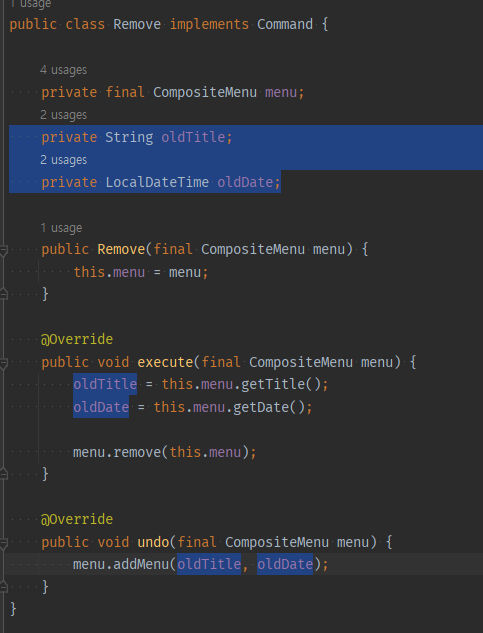 1 usage
public class Remove implements Command {
4 usages
private final CompositeMenu menu;
2 usages
private String oldTitle;
2 usages
private LocalDateTime oldDate;
1 usage
public Remove(final CompositeMenu menu) {
this.menu = menu;
}
@Override
public void execute(final CompositeMenu menu) {
oldTitle = this.menu.getTitle();
oldDate = this.menu.getDate();
menu.remove(this.menu);
}
@Override
public void undo(final CompositeMenu menu) {
menu.addMenu(oldTitle, oldDate);
}
}